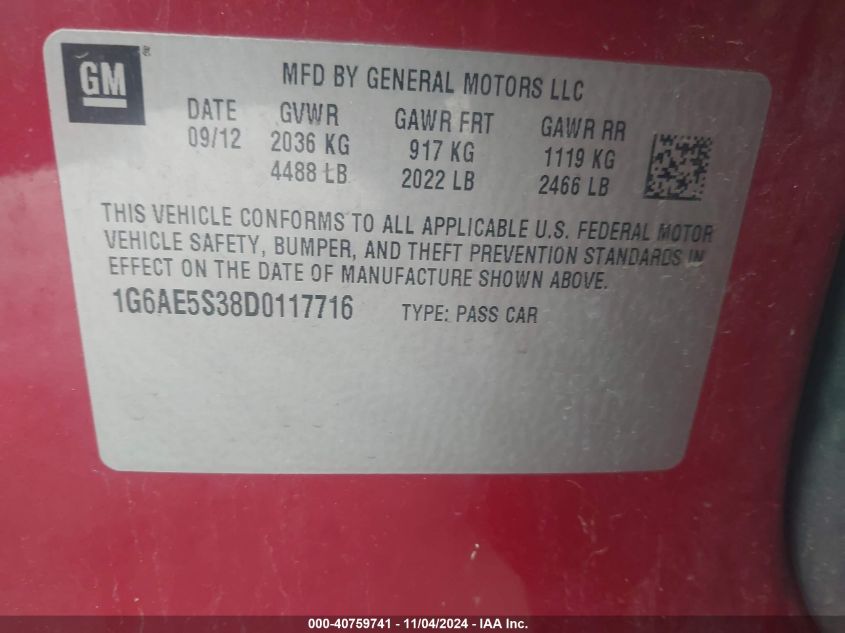 GM®
MFD BY GENERAL MOTORS LLC
DATE GVWR GAWR FRT GAWR RR
09/12 2036 KG 917 KG 1119 KG
4488 LB 2022 LB 2466 LB
THIS VEHICLE CONFORMS TO ALL APPLICABLE U.S. FEDERAL MOTOR
VEHICLE SAFETY, BUMPER, AND THEFT PREVENTION STANDARDS IN
EFFECT ON THE DATE OF MANUFACTURE SHOWN ABOVE.
1G6AE5S38D0117716 TYPE: PASS CAR
000-40759741 - 11/04/2024 - IAA Inc.